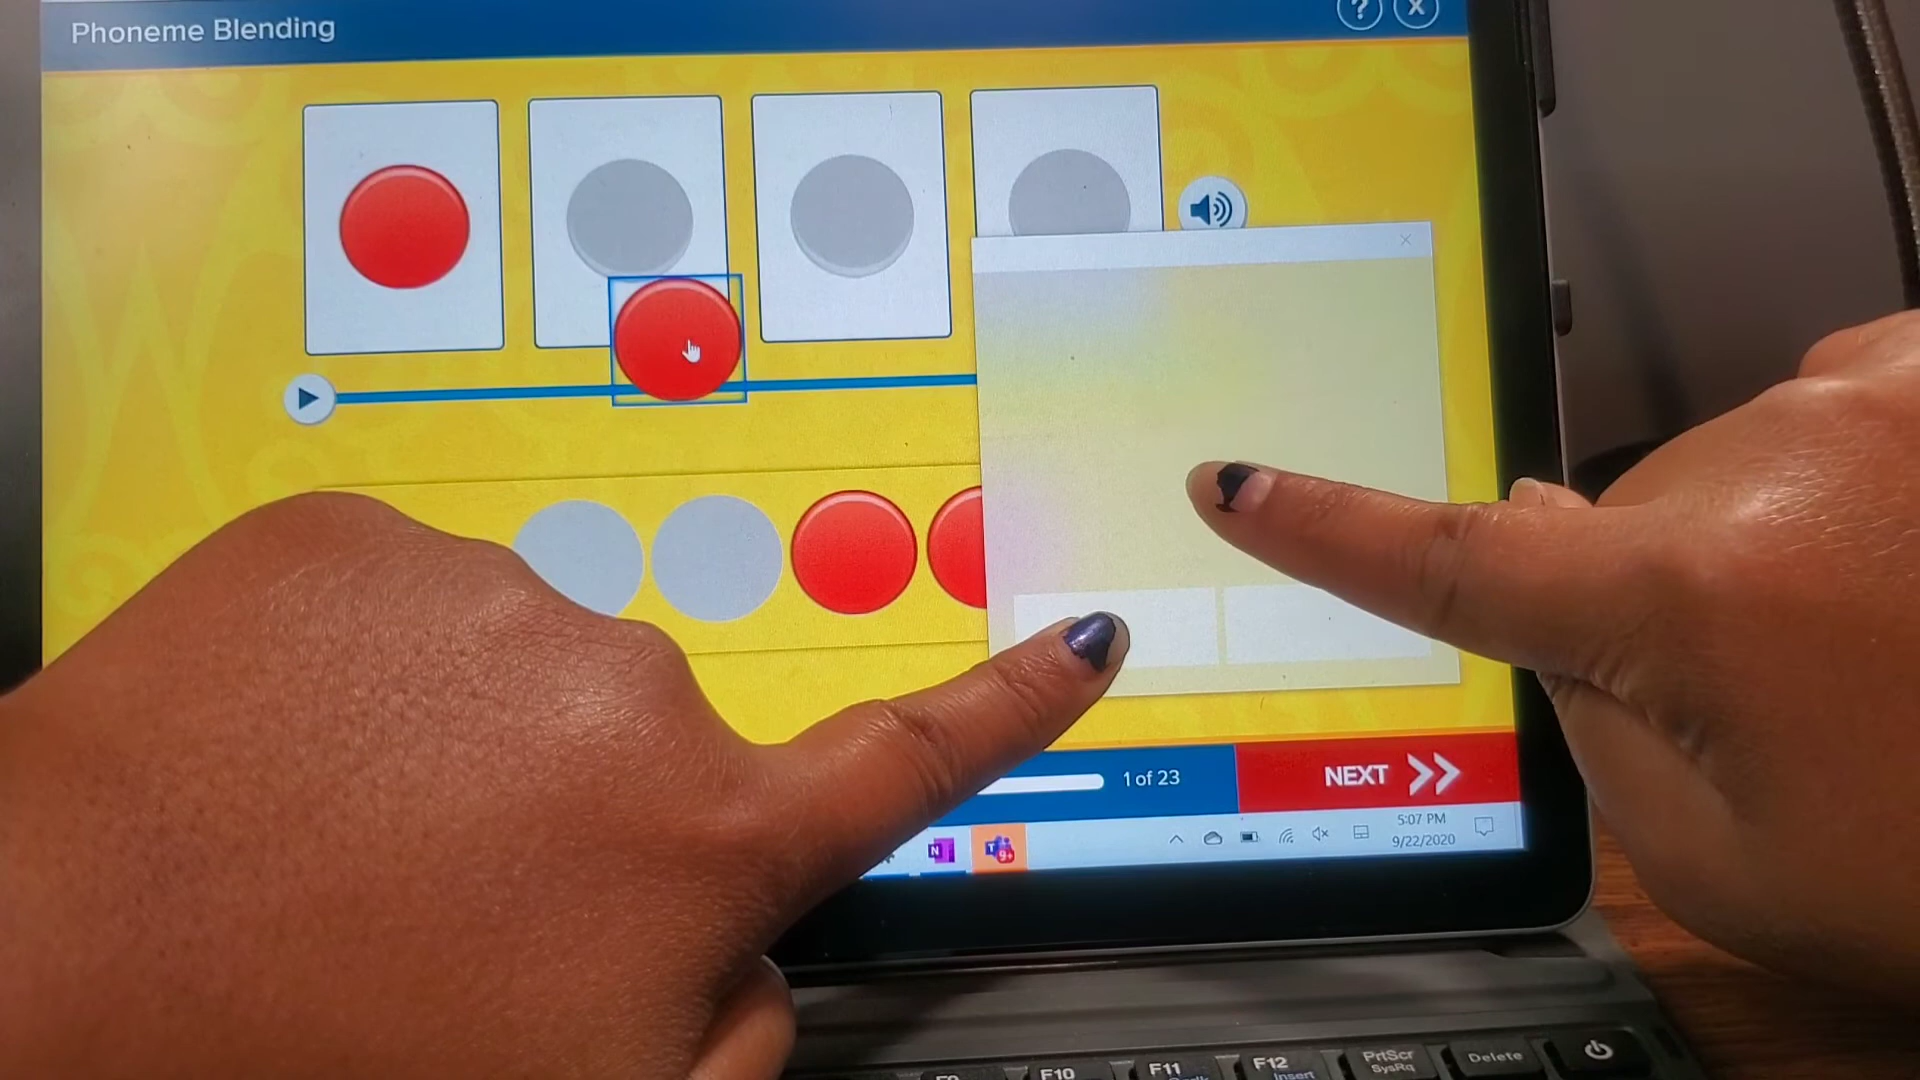 Phoneme Blending
?
X
1 of 23
NEXT
N
T
9+
5:07 PM
9/22/2020
F10
F11
F12
Insert
PrtScr
SysRq
Delete